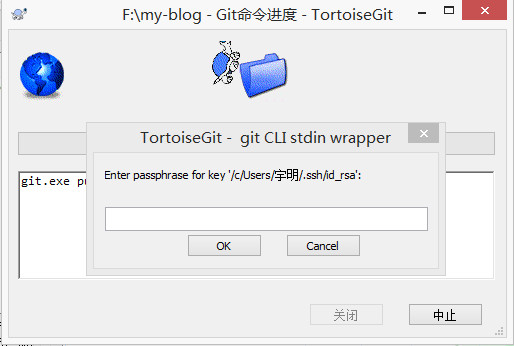 F:\my-blog - Git命令进度 - TortoiseGit
TortoiseGit - git CLI stdin wrapper
Enter passphrase for key '/c/Users/宇明/.ssh/id_rsa':
git.exe pu
OK
Cancel
关闭
中止